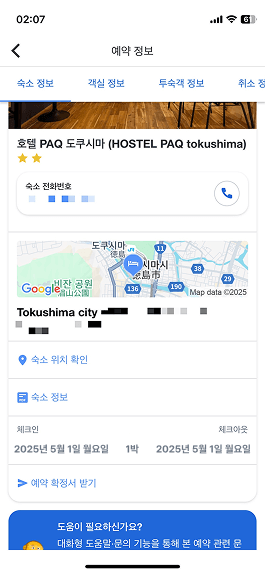 02:07
61
예약 정보
숙소 정보
객실 정보
투숙객 정보
취소 정
호텔 PAQ 도쿠시마 (HOSTEL PAQ tokushima)
숙소 전화번호
도쿠시마
徳島
구시마시
徳島市
비잔 공원
眉山公園
11
38
29
136
190
Google
Map data ©2025
Tokushima city
숙소 위치 확인
숙소 정보
체크인
체크아웃
2025년 5월 1일 월요일
1박
2025년 5월 1일 월요일
예약 확정서 받기
도움이 필요하신가요?
대화형 도움말·문의 기능을 통해 본 예약 관련 문